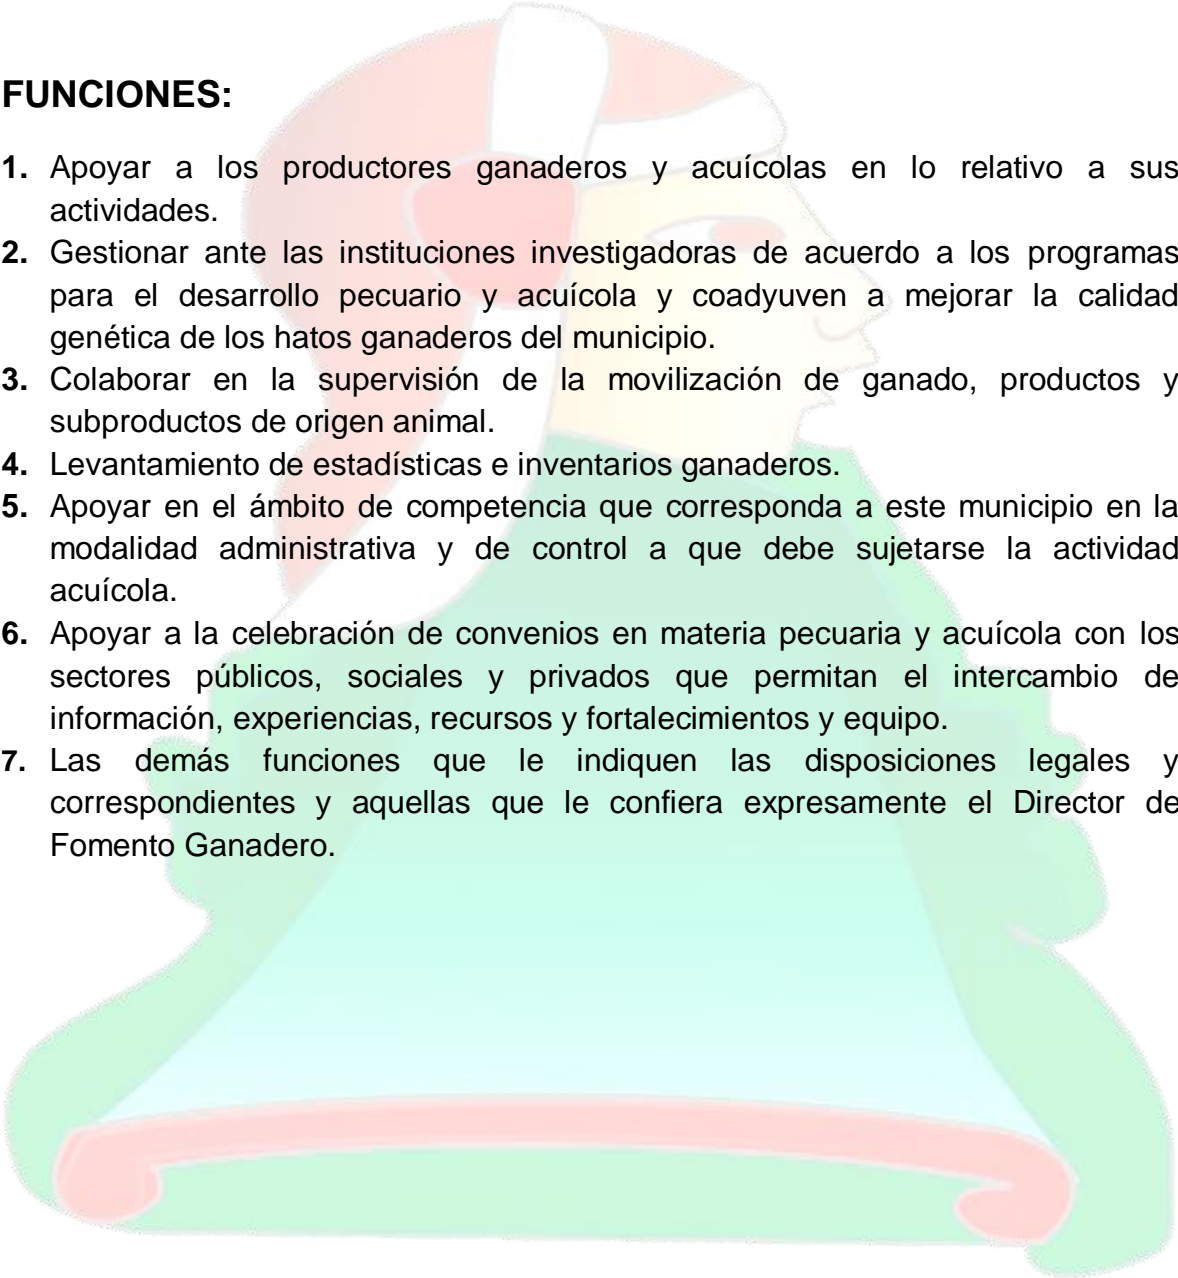 FUNCIONES:
1. Apoyar a los productores ganaderos y acuícolas en lo relativo a sus
actividades.
2. Gestionar ante las instituciones investigadoras de acuerdo a los programas
para el desarrollo pecuario y acuícola y coadyuven a mejorar la calidad
genética de los hatos ganaderos del municipio.
3. Colaborar en la supervisión de la movilización de ganado, productos y
subproductos de origen animal.
4. Levantamiento de estadísticas e inventarios ganaderos.
5. Apoyar en el ámbito de competencia que corresponda a este municipio en la
modalidad administrativa y de control a que debe sujetarse la actividad
acuícola.
6. Apoyar a la celebración de convenios en materia pecuaria y acuícola con los
sectores públicos, sociales y privados que permitan el intercambio de
información, experiencias, recursos y fortalecimientos y equipo.
7. Las demás funciones que le indiquen las disposiciones legales y
correspondientes y aquellas que le confiera expresamente el Director de
Fomento Ganadero.